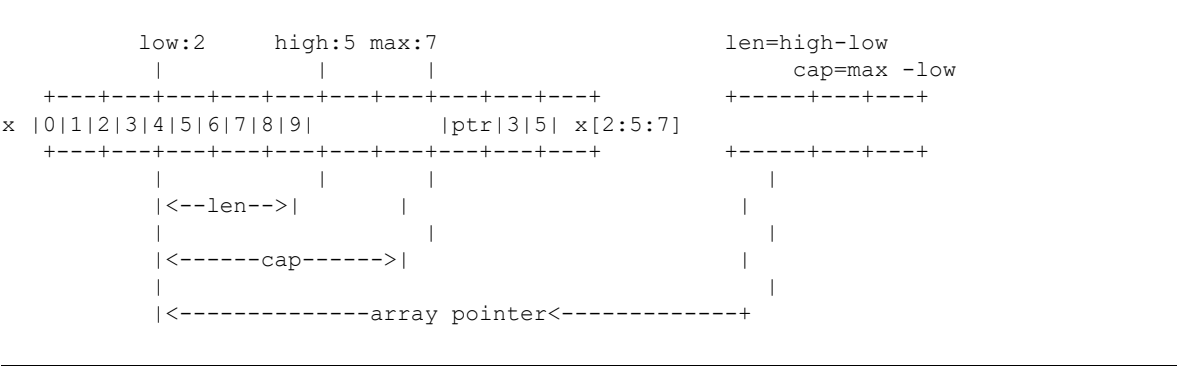 low:2     high:5 max:7                     len=high-low
           |           |       |                          cap=max -low
   +---+---+---+---+---+---+---+---+---+---+         +-----+---+---+
x |0|1|2|3|4|5|6|7|8|9|         |ptr|3|5| x[2:5:7]
   +---+---+---+---+---+---+---+---+---+---+         +-----+---+---+
           |           |       |                        |
           |<--len-->|       |                        |
           |                   |                        |
           |<------cap------>|                        |
           |                                            |
           |<--------------array pointer<-------------+